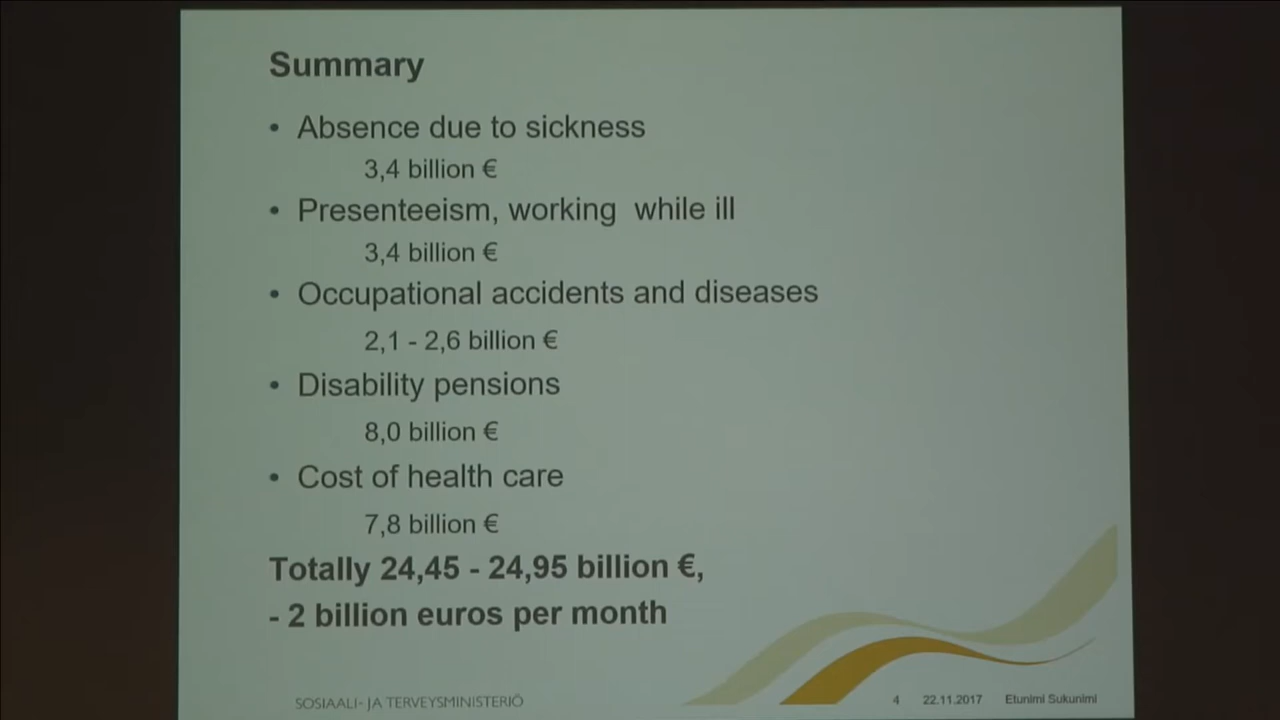 Summary
• Absence due to sickness
3,4 billion €
• Presenteeism, working while ill
3,4 billion €
• Occupational accidents and diseases
2,1 - 2,6 billion €
• Disability pensions
8,0 billion €
• Cost of health care
7,8 billion €
Totally 24,45 - 24,95 billion €,
- 2 billion euros per month
SOSIAALI- JA TERVEYSMINISTERIÖ
4 22.11.2017 Etunimi Sukunimi